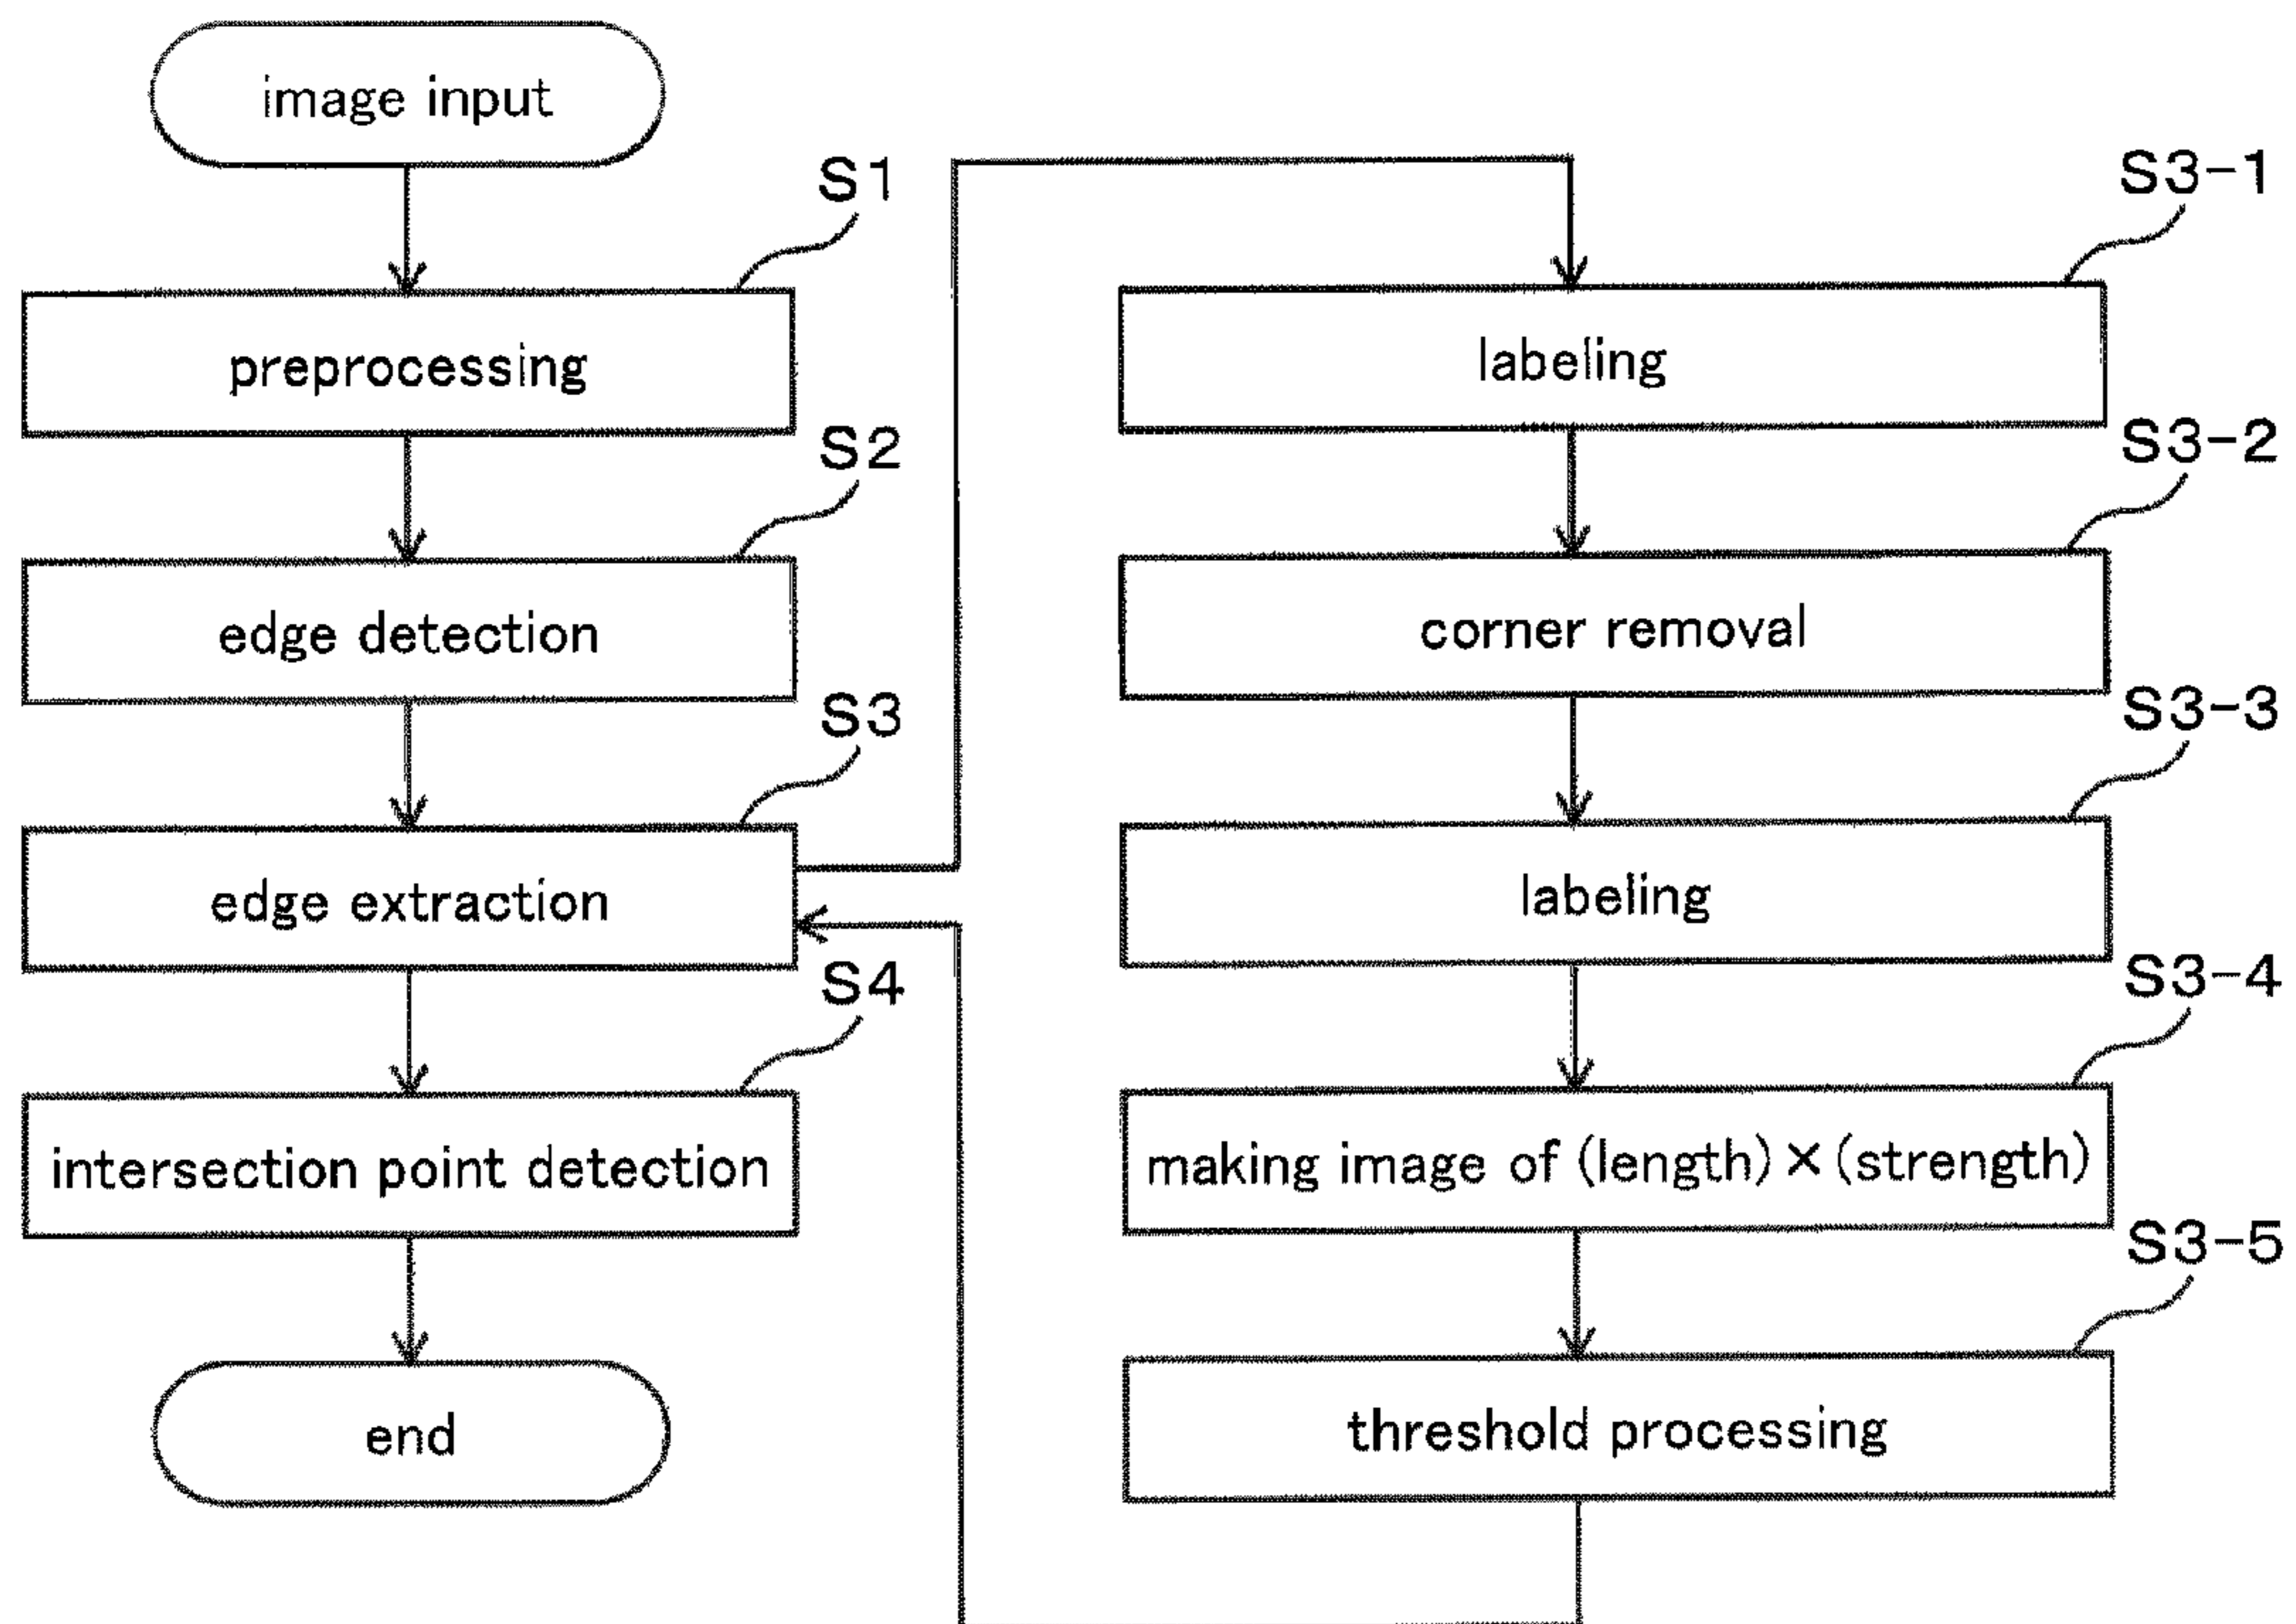 image input
S1
preprocessing
S2
edge detection
S3
edge extraction
S4
intersection point detection
end
S3-1
labeling
S3-2
corner removal
S3-3
labeling
S3-4
making image of (length)×(strength)
S3-5
threshold processing